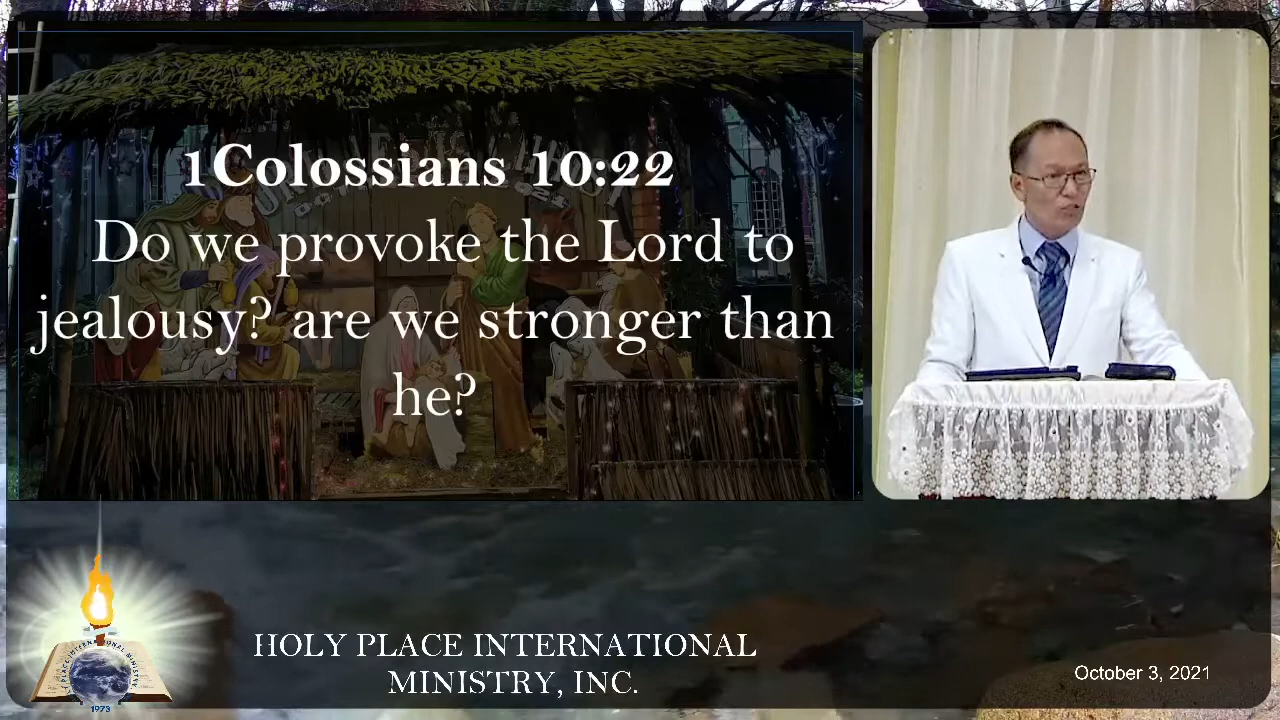 1Colossians 10:22
Do we provoke the Lord to
jealousy? are we stronger than
he?
HOLY PLACE INTERNATIONAL
MINISTRY, INC.
October 3, 2021
1973